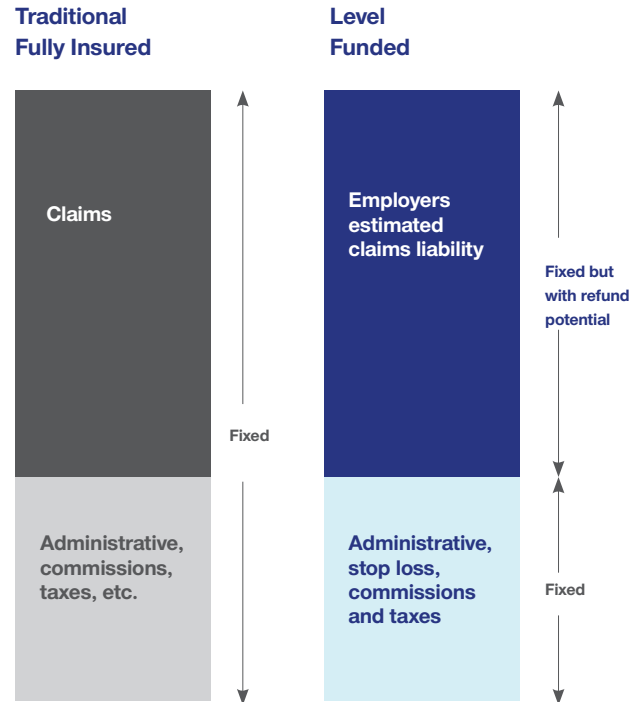 Traditional
Fully Insured
Level
Funded
Claims
Employers
estimated
claims liability
Fixed but
with refund
potential
Fixed
Administrative,
commissions,
taxes, etc.
Administrative,
stop loss,
commissions
and taxes
Fixed